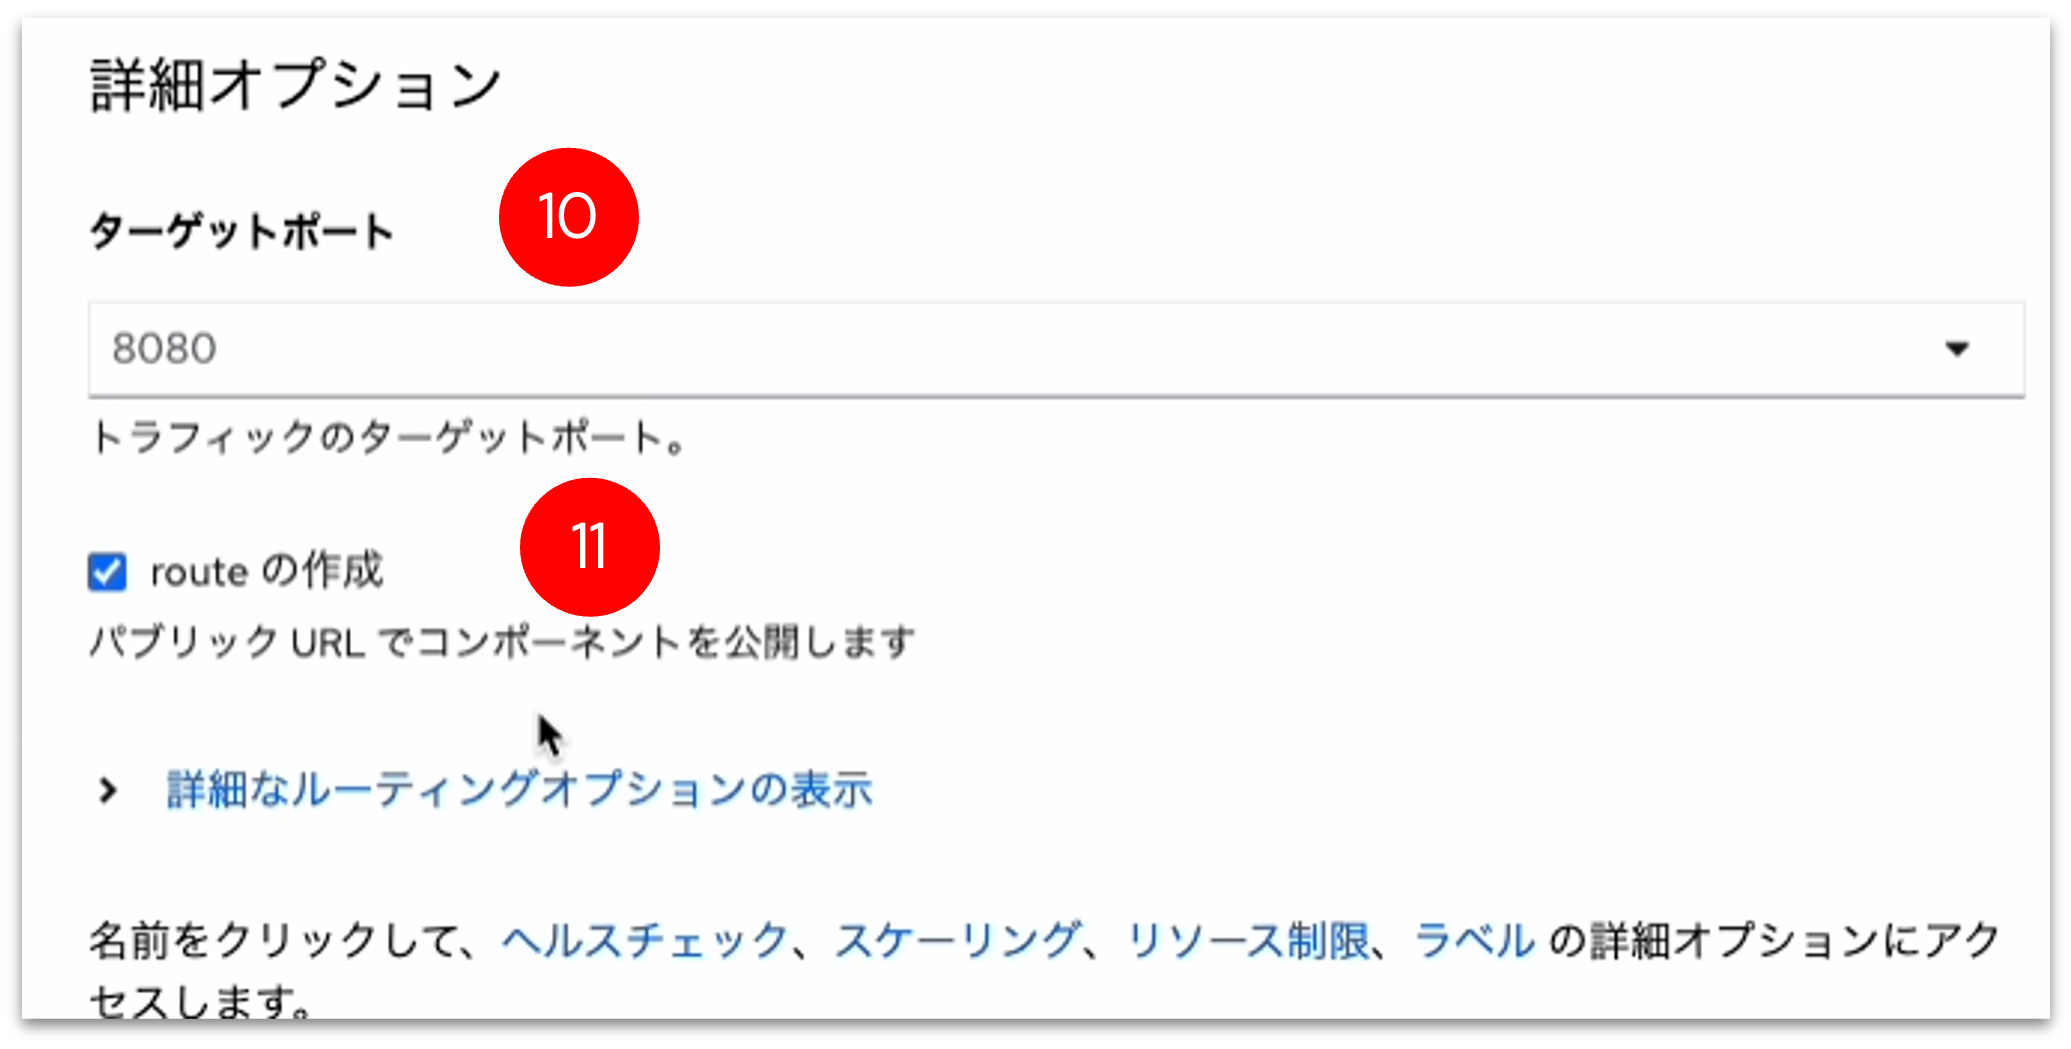 詳細オプション
ターゲットポート
10
8080
トラフィックのターゲットポート。
11
route の作成
パブリック URL でコンポーネントを公開します
詳細なルーティングオプションの表示
名前をクリックして、ヘルスチェック、スケーリング、リソース制限、ラベル の詳細オプションにアク
セスします。